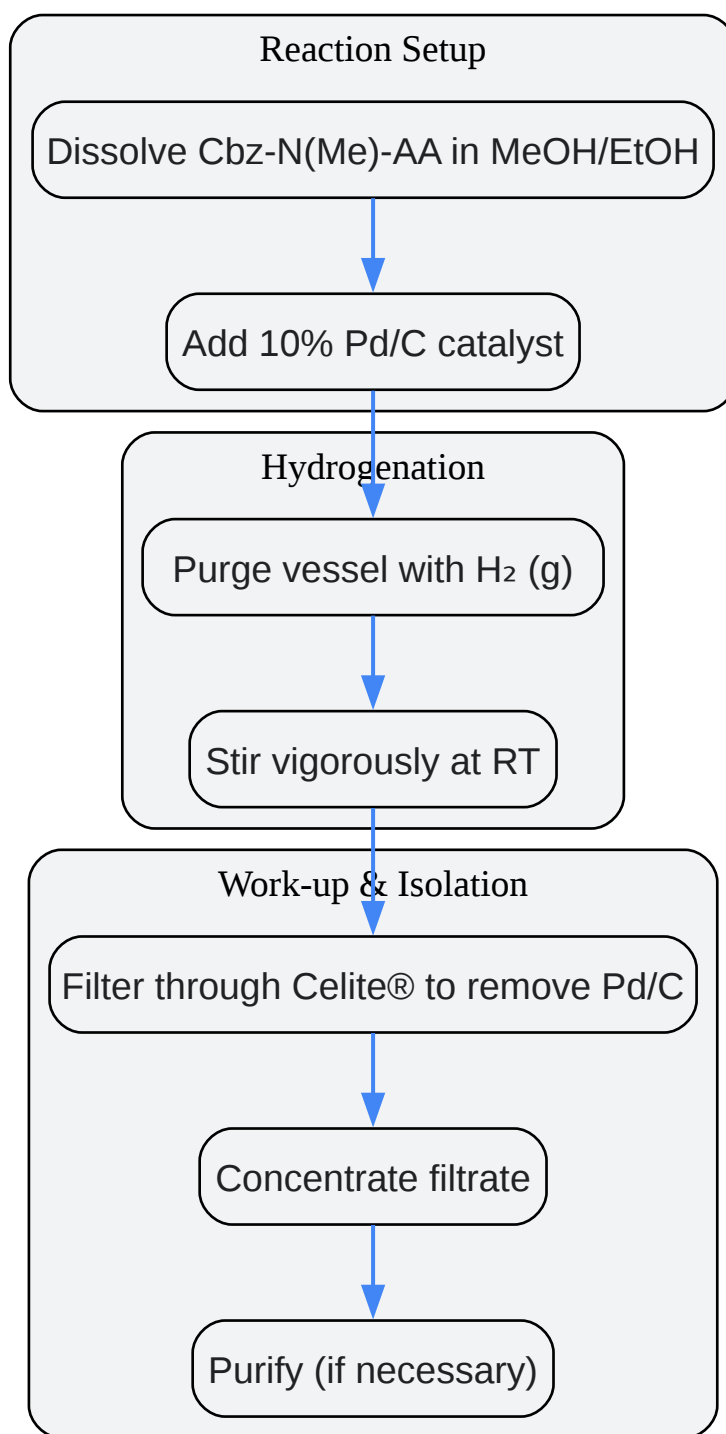 Reaction Setup
Dissolve Cbz-N(Me)-AA in MeOH/EtOH
Add 10% Pd/C catalyst
Hydrogenation
Purge vessel with H₂ (g)
Stir vigorously at RT
Work-up & Isolation
Filter through Celite® to remove Pd/C
Concentrate filtrate
Purify (if necessary)